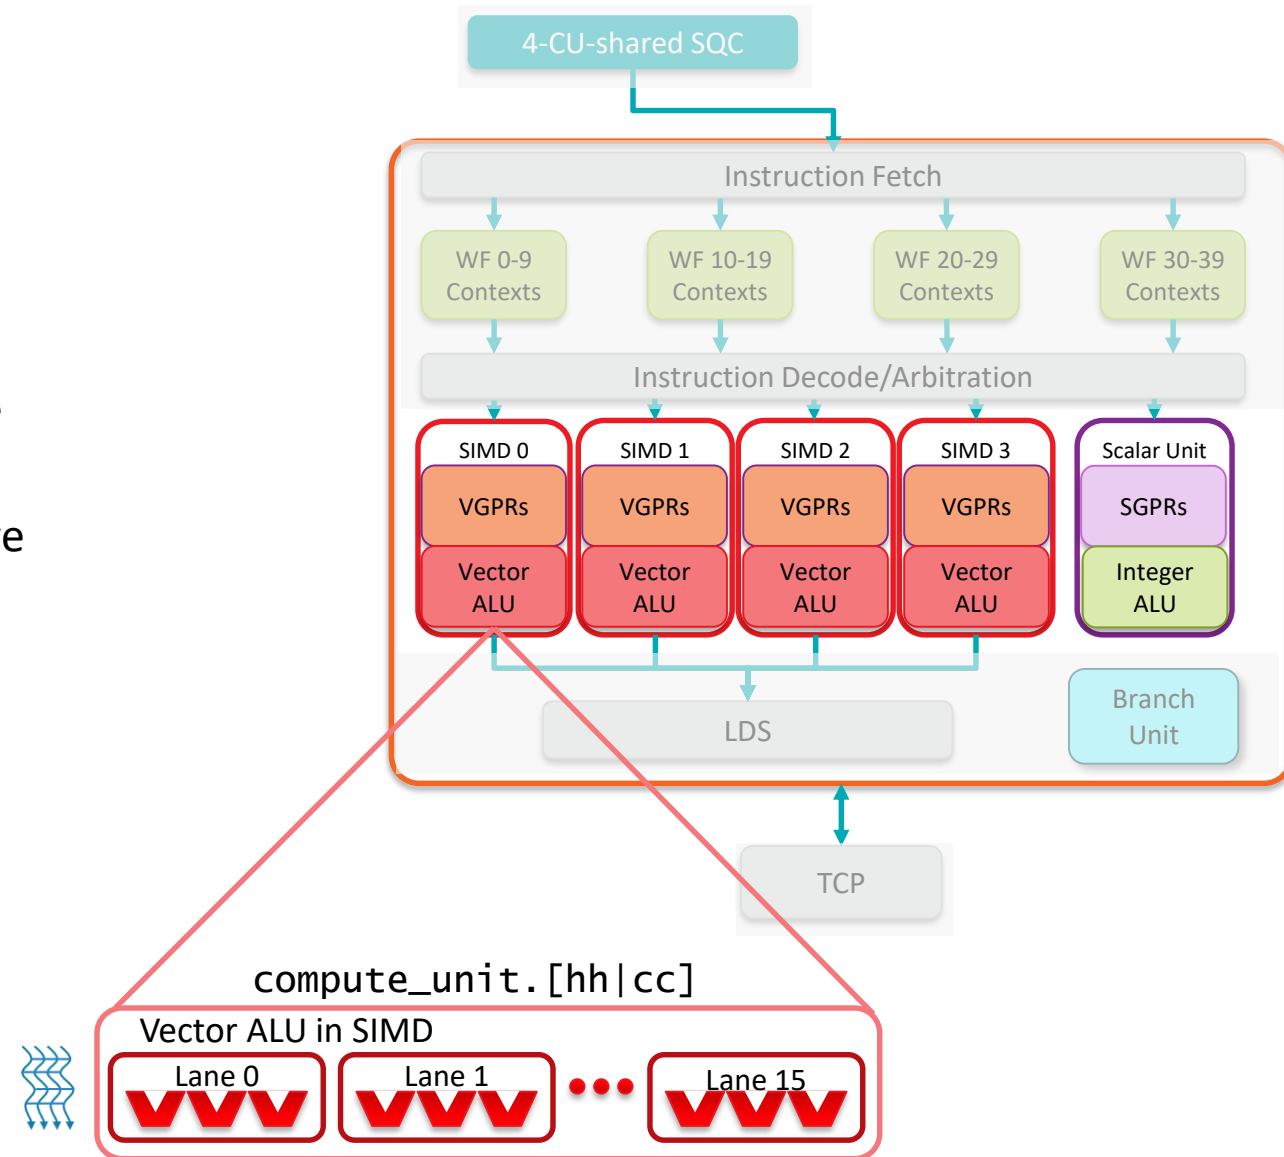 4-CU-shared SQC
Instruction Fetch
WF 0-9
Contexts
WF 10-19
Contexts
WF 20-29
Contexts
WF 30-39
Contexts
Instruction Decode/Arbitration
SIMD 0
VGPRs
Vector
ALU
SIMD 1
VGPRs
Vector
ALU
SIMD 2
VGPRs
Vector
ALU
SIMD 3
VGPRs
Vector
ALU
Scalar Unit
SGPRs
Integer
ALU
LDS
Branch
Unit
TCP
compute_unit.[hh|cc]
Vector ALU in SIMD
Lane 0
Lane 1
Lane 15